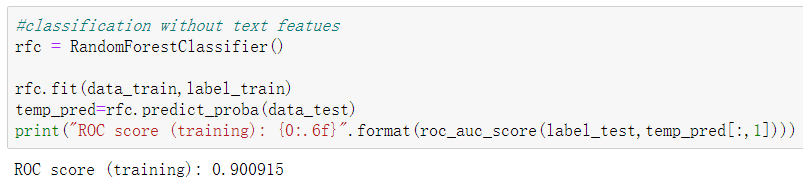 #classification without text featues
rfc = RandomForestClassifier()
rfc.fit(data_train,label_train)
temp_pred=rfc.predict_proba(data_test)
print("ROC score (training): {0:.6f}".format(roc_auc_score(label_test,temp_pred[:,1])))
ROC score (training): 0.900915